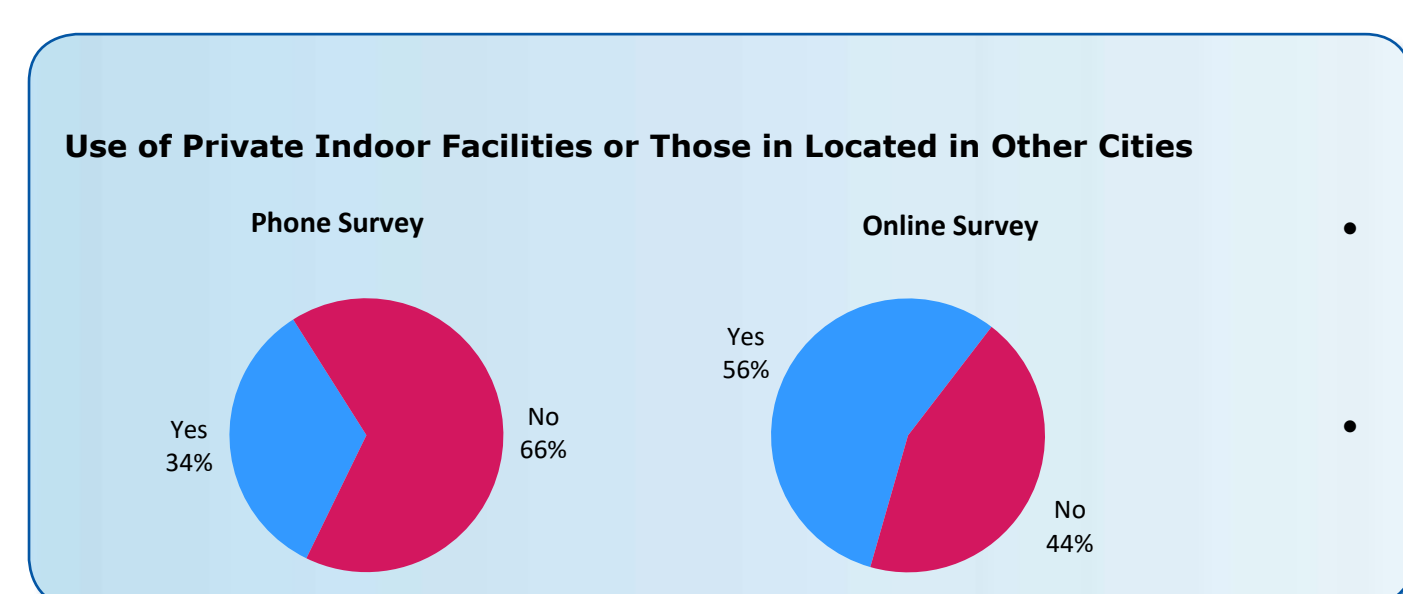 Use of Private Indoor Facilities or Those in Located in Other Cities
Phone Survey
Yes
34%
No
66%
Online Survey
Yes
56%
No
44%
•
•